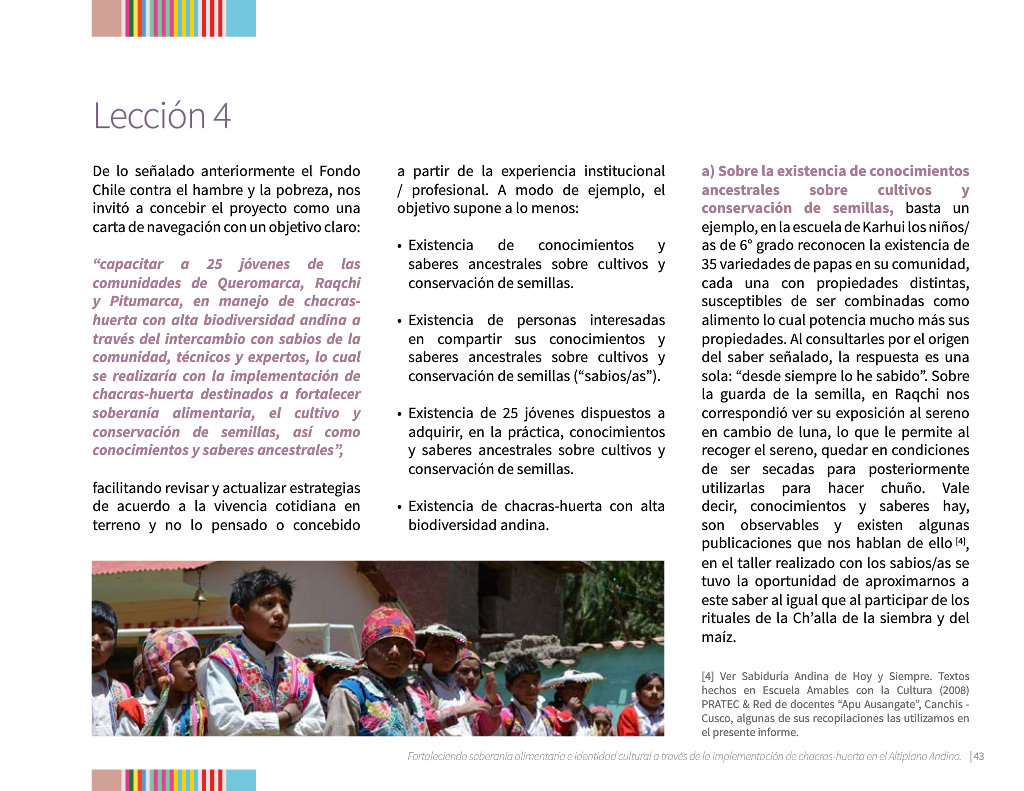 Lección 4
De lo señalado anteriormente el Fondo
Chile contra el hambre y la pobreza, nos
invitó a concebir el proyecto como una
carta de navegación con un objetivo claro:
“capacitar a 25 jóvenes de las
comunidades de Queromarca, Raqchi
y Pitumarca, en manejo de chacras-
huerta con alta biodiversidad andina a
través del intercambio con sabios de la
comunidad, técnicos y expertos, lo cual
se realizaría con la implementación de
chacras-huerta destinados a fortalecer
soberanía alimentaria, el cultivo y
conservación de semillas, así como
conocimientos y saberes ancestrales”,
facilitando revisar y actualizar estrategias
de acuerdo a la vivencia cotidiana en
terreno y no lo pensado o concebido
a partir de la experiencia institucional
/ profesional. A modo de ejemplo, el
objetivo supone a lo menos:
• Existencia de conocimientos y
saberes ancestrales sobre cultivos y
conservación de semillas.
• Existencia de personas interesadas
en compartir sus conocimientos y
saberes ancestrales sobre cultivos y
conservación de semillas (“sabios/as”).
• Existencia de 25 jóvenes dispuestos a
adquirir, en la práctica, conocimientos
y saberes ancestrales sobre cultivos y
conservación de semillas.
• Existencia de chacras-huerta con alta
biodiversidad andina.
a) Sobre la existencia de conocimientos
ancestrales sobre cultivos y
conservación de semillas, basta un
ejemplo, en la escuela de Karhui los niños/
as de 6° grado reconocen la existencia de
35 variedades de papas en su comunidad,
cada una con propiedades distintas,
susceptibles de ser combinadas como
alimento lo cual potencia mucho más sus
propiedades. Al consultarles por el origen
del saber señalado, la respuesta es una
sola: “desde siempre lo he sabido”. Sobre
la guarda de la semilla, en Raqchi nos
correspondió ver su exposición al sereno
en cambio de luna, lo que le permite al
recoger el sereno, quedar en condiciones
de ser secadas para posteriormente
utilizarlas para hacer chuño. Vale
decir, conocimientos y saberes hay,
son observables y existen algunas
publicaciones que nos hablan de ello [4],
en el taller realizado con los sabios/as se
tuvo la oportunidad de aproximarnos a
este saber al igual que al participar de los
rituales de la Ch’alla de la siembra y del
maíz.
[4] Ver Sabiduría Andina de Hoy y Siempre. Textos
hechos en Escuela Amables con la Cultura (2008)
PRATEC & Red de docentes “Apu Ausangate”, Canchis -
Cusco, algunas de sus recopilaciones las utilizamos en
el presente informe.
Fortaleciendo soberanía alimentaria e identidad cultural a través de la implementación de chacras-huerta en el Altiplano Andino. | 43